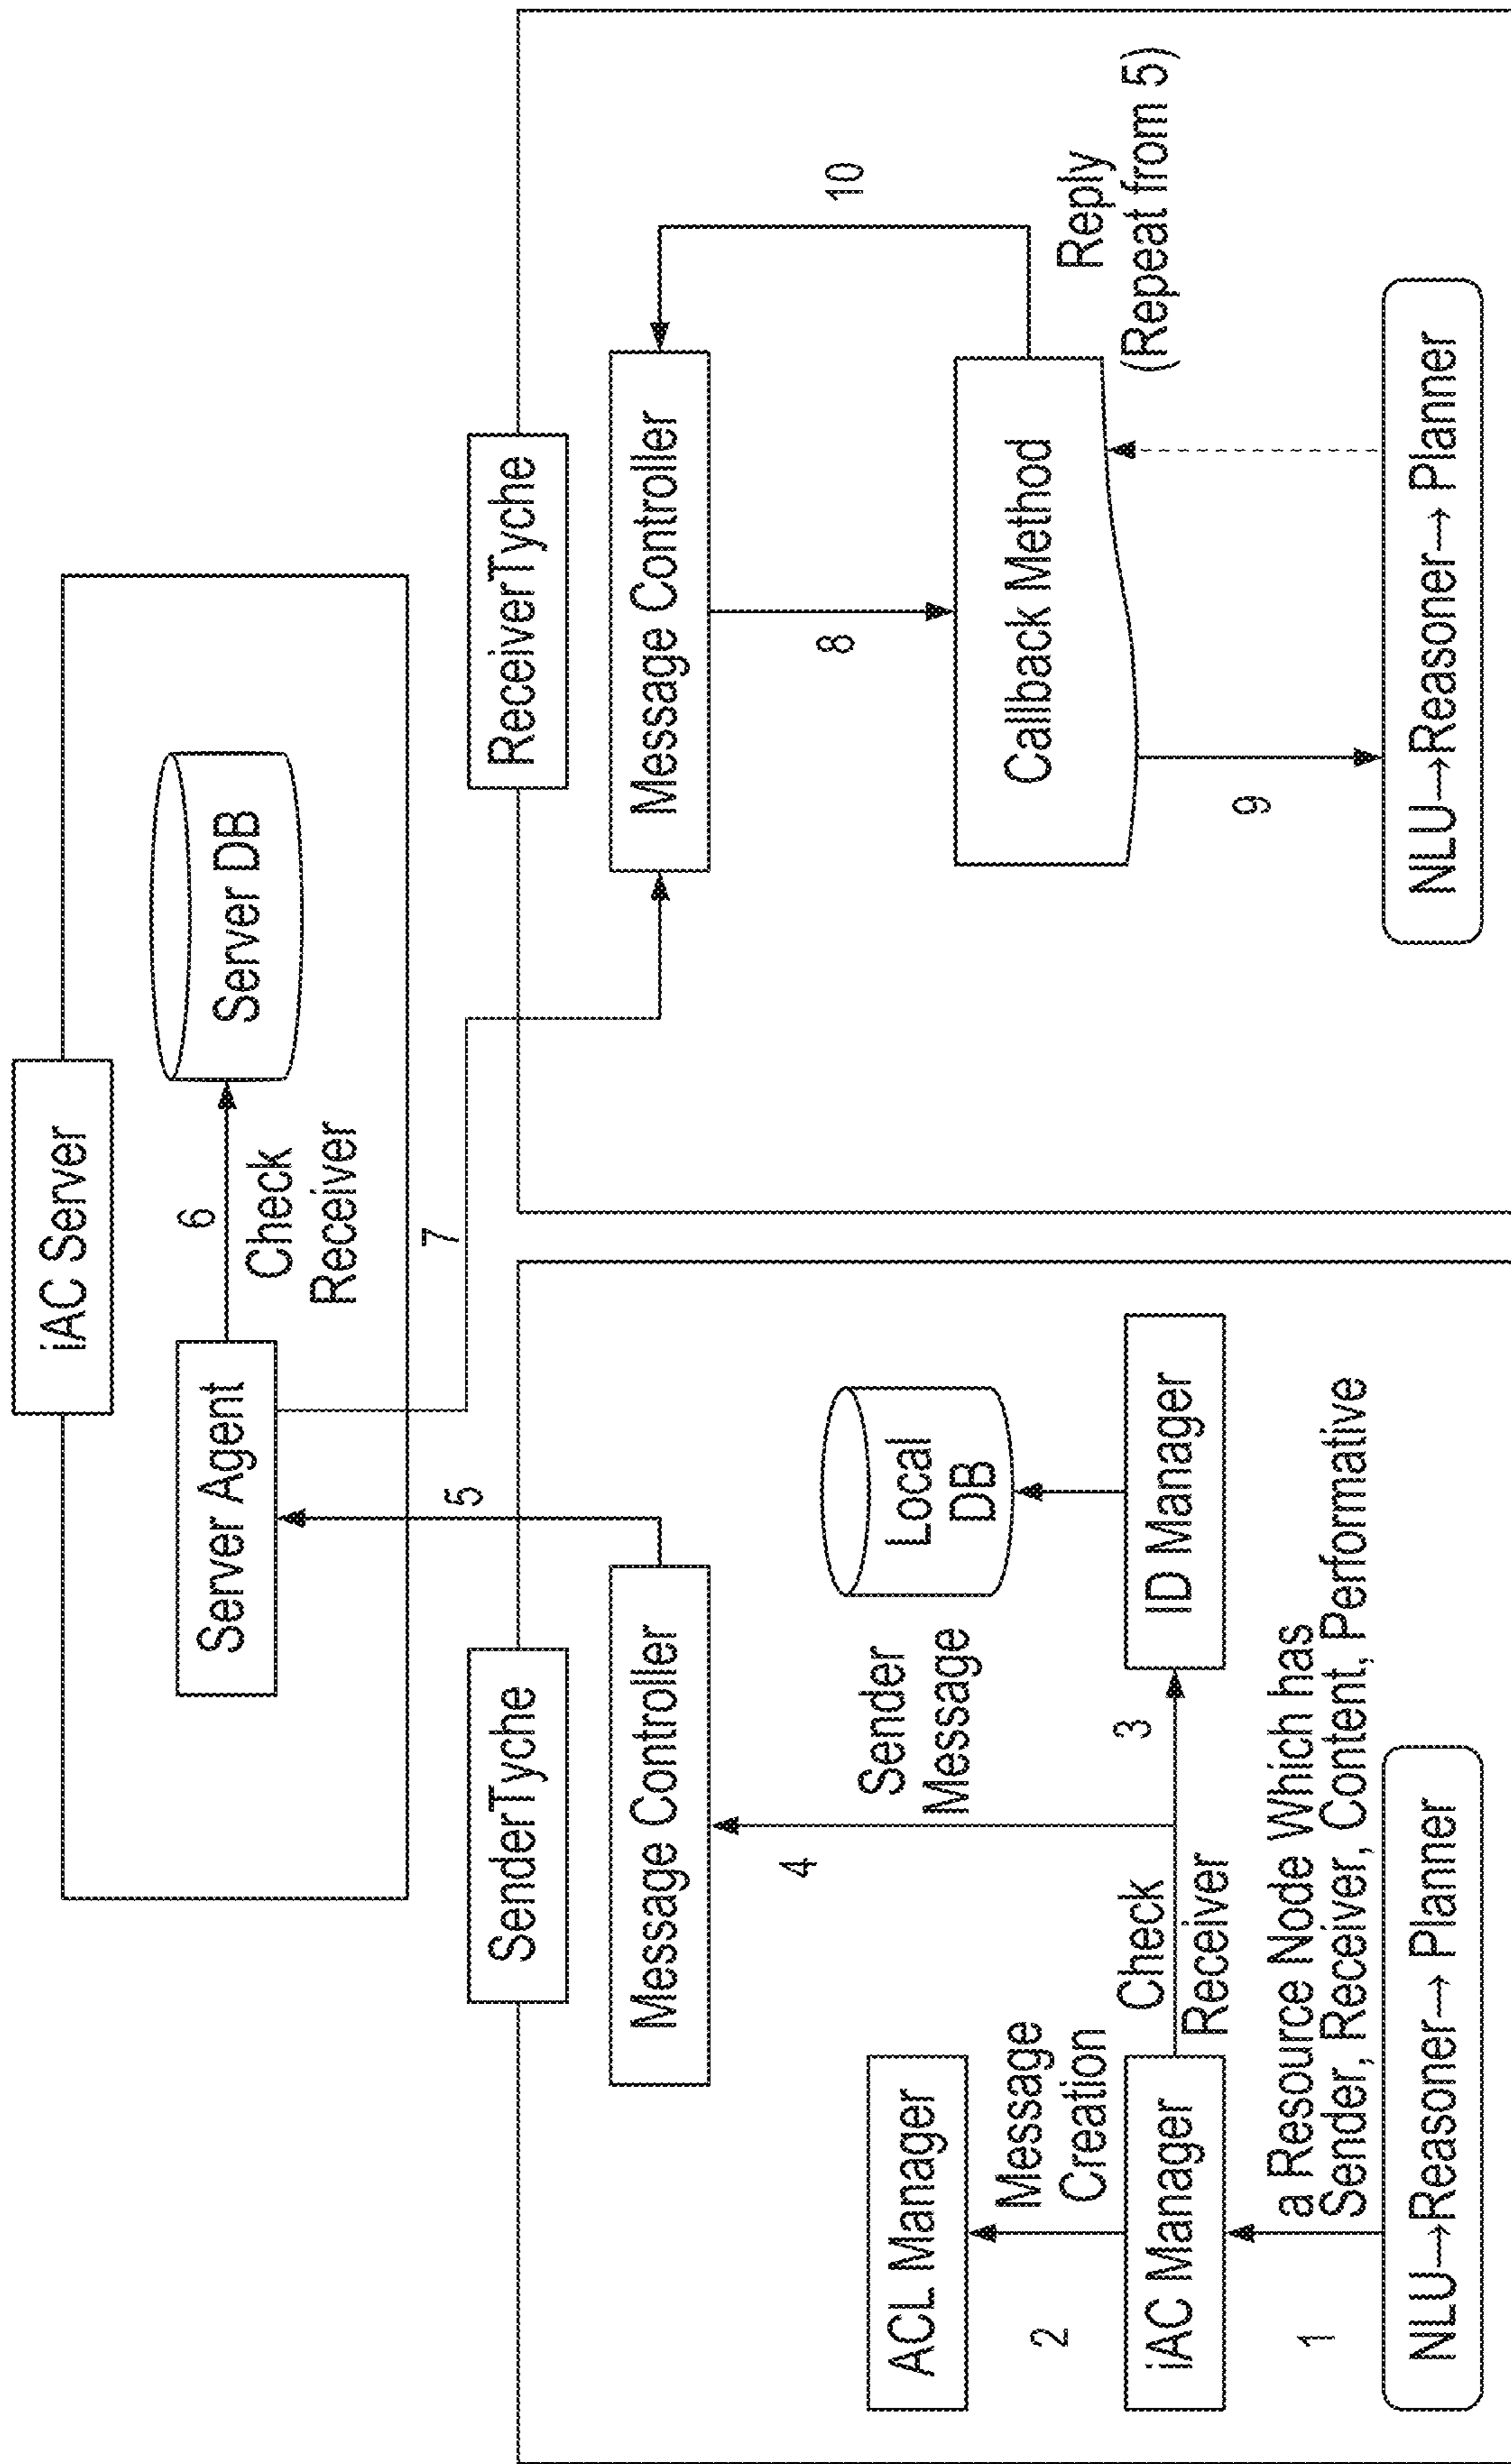 iAC Server
Server Agent
6
Check
Receiver
Server DB
5
7
SenderTyche
Message Controller
4
Sender
Message
Local
DB
ACL Manager
Message
Creation
2
iAC Manager
Check
Receiver
3
ID Manager
1
a Resource Node Which has
Sender, Receiver, Content, Performative
NLU→Reasoner→ Planner
ReceiverTyche
Message Controller
10
8
Callback Method
Reply
(Repeat from 5)
9
NLU→Reasoner→ Planner